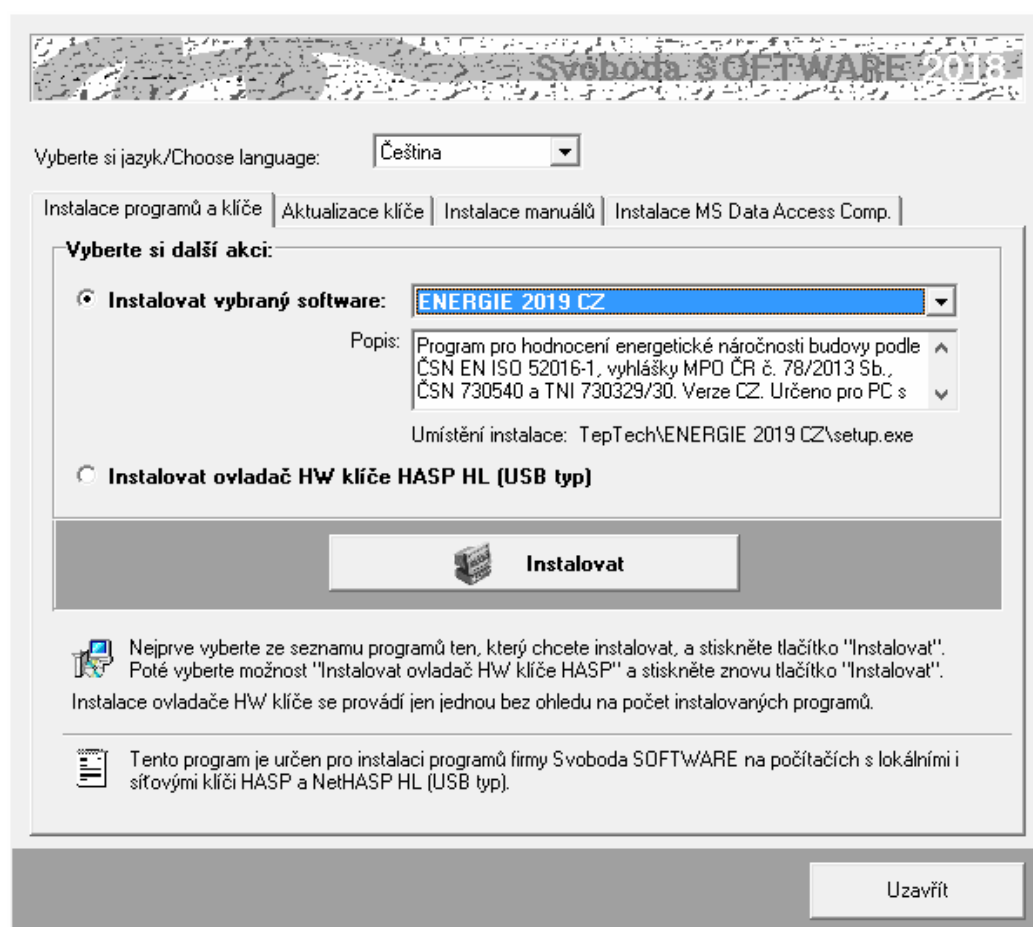 Svoboda SOFTWARE 2018
Vyberte si jazyk/Choose language:
Čeština
Instalace programů a klíče
Aktualizace klíče
Instalace manuálů
Instalace MS Data Access Comp.
Vyberte si další akci:
Instalovat vybraný software:
ENERGIE 2019 CZ
Popis:
Program pro hodnocení energetické náročnosti budovy podle
ČSN EN ISO 52016-1, vyhlášky MPO ČR č. 78/2013 Sb.,
ČSN 730540 a TNI 730329/30. Verze CZ. Určeno pro PC s
Umístění instalace: TepTech\ENERGIE 2019 CZ\setup.exe
Instalovat ovladač HW klíče HASP HL (USB typ)
Instalovat
Nejprve vyberte ze seznamu programů ten, který chcete instalovat, a stiskněte tlačítko "Instalovat".
Poté vyberte možnost "Instalovat ovladač HW klíče HASP" a stiskněte znovu tlačítko "Instalovat".
Instalace ovladače HW klíče se provádí jen jednou bez ohledu na počet instalovaných programů.
Tento program je určen pro instalaci programů firmy Svoboda SOFTWARE na počítačích s lokálními i
síťovými klíči HASP a NetHASP HL (USB typ).
Uzavřít